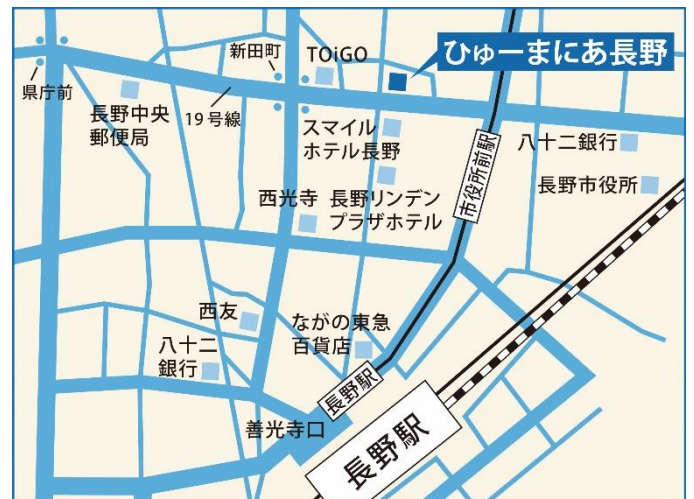 ひゅーまにあ長野
新田町
TOiGO
県庁前
長野中央
郵便局
19号線
スマイル
ホテル長野
市役所前駅
八十二銀行
長野市役所
西光寺
長野リンデン
プラザホテル
西友
八十二
銀行
ながの東急
百貨店
長野駅
善光寺口
長野駅